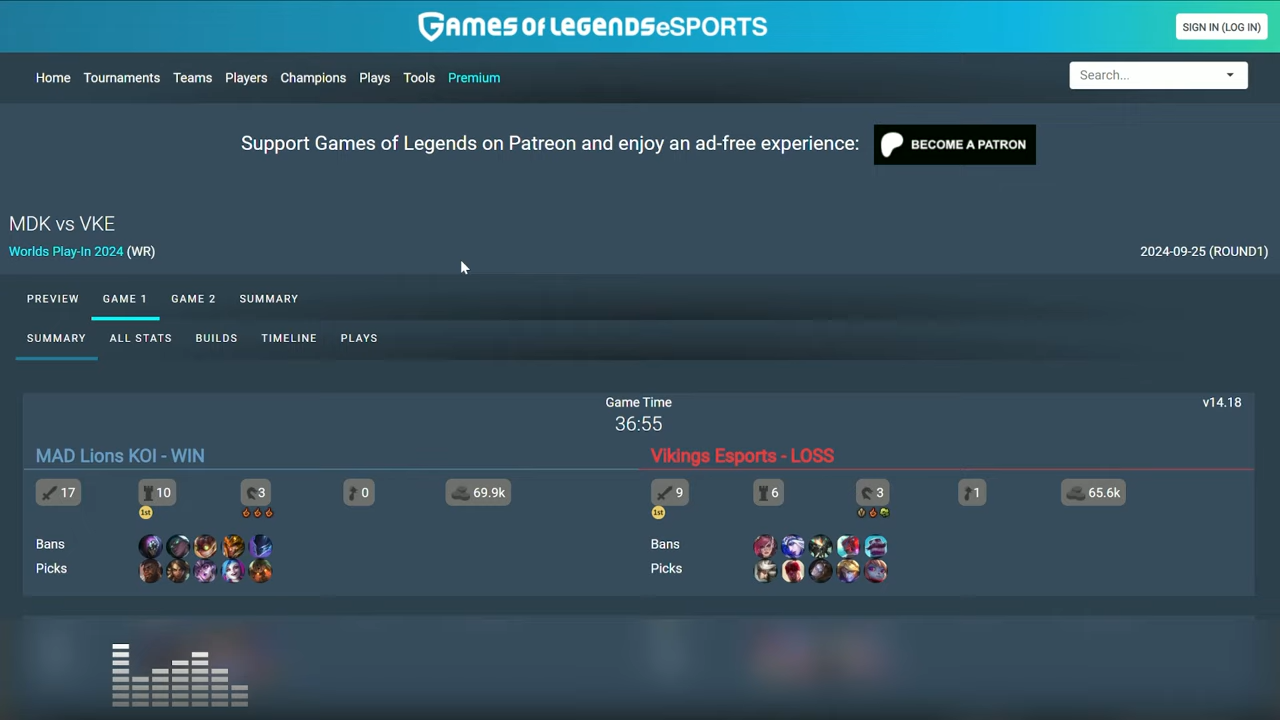 GAMES OF LEGENDS eSPORTS
SIGN IN (LOG IN)
Home Tournaments Teams Players Champions Plays Tools Premium
Search...
Support Games of Legends on Patreon and enjoy an ad-free experience:
BECOME A PATRON
MDK vs VKE
Worlds Play-In 2024 (WR)
2024-09-25 (ROUND1)
PREVIEW GAME 1 GAME 2 SUMMARY
SUMMARY ALL STATS BUILDS TIMELINE PLAYS
Game Time
v14.18
36:55
MAD Lions KOI - WIN
Vikings Esports - LOSS
17 10 3 0 69.9k
9 6 3 1 65.6k
1st
1st
Bans
Bans
Picks
Picks